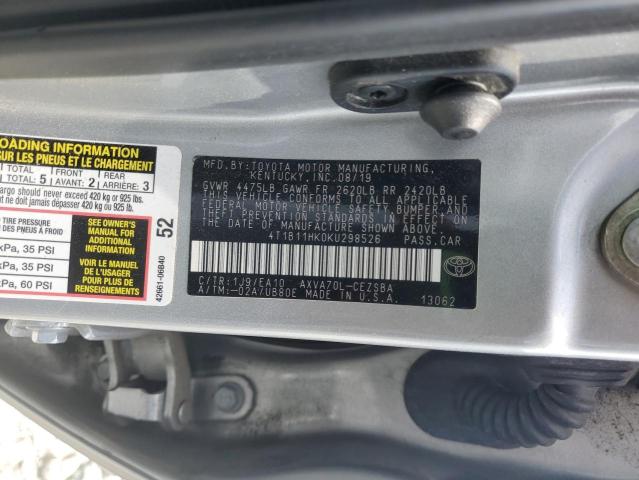 OADING INFORMATION
SUR LES PNEUS ET LE CHARGEMENT
TOTAL 5 FRONT 2 REAR 3
TOTAL AVANT: ARRIÈRE:
argo should never exceed 420 kg or 925 lbs.
ne doit jamais dépasser 420 kg ou 925 lb.
TIRE PRESSURE
DES PNEUS À FROID
kPa, 35 PSI
kPa, 35 PSI
kPa, 60 PSI
SEE OWNER'S
MANUAL FOR
ADDITIONAL
INFORMATION
VOIR LE MANUEL
DE L'USAGER
POUR PLUS DE
RENSEIGNEMENTS
52
42661-06840
MFD.BY:TOYOTA MOTOR MANUFACTURING,
KENTUCKY, INC.08/19
GVWR 4475LB GAWR FR 2620LB RR 2420LB
THIS VEHICLE CONFORMS TO ALL APPLICABLE
FEDERAL MOTOR VEHICLE SAFETY, BUMPER AND
THEFT PREVENTION STANDARDS IN EFFECT ON
THE DATE OF MANUFACTURE SHOWN ABOVE.
4T1B11HK0KU298526 PASS.CAR
C/TR:1J9/EA10 AXVA70L-CEZSBA
A/TM:-02A/UB80E MADE IN U.S.A. 13062